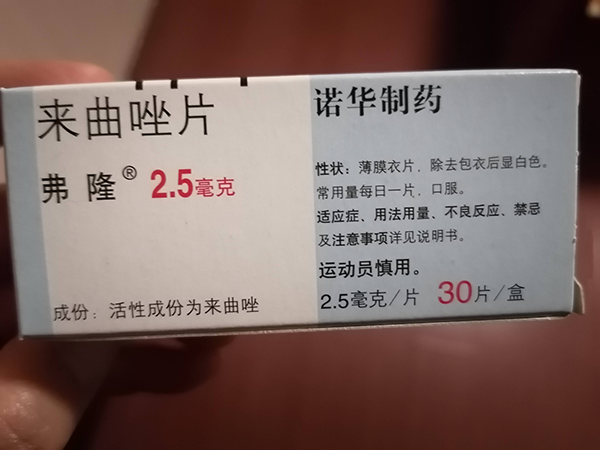 来曲唑片
弗隆® 2.5毫克
成份：活性成份为来曲唑
诺华制药
性状：薄膜衣片，除去包衣后显白色。
常用量每日一片，口服。
适应症、用法用量、不良反应、禁忌
及注意事项详见说明书。
运动员慎用。
2.5毫克/片 30片/盒